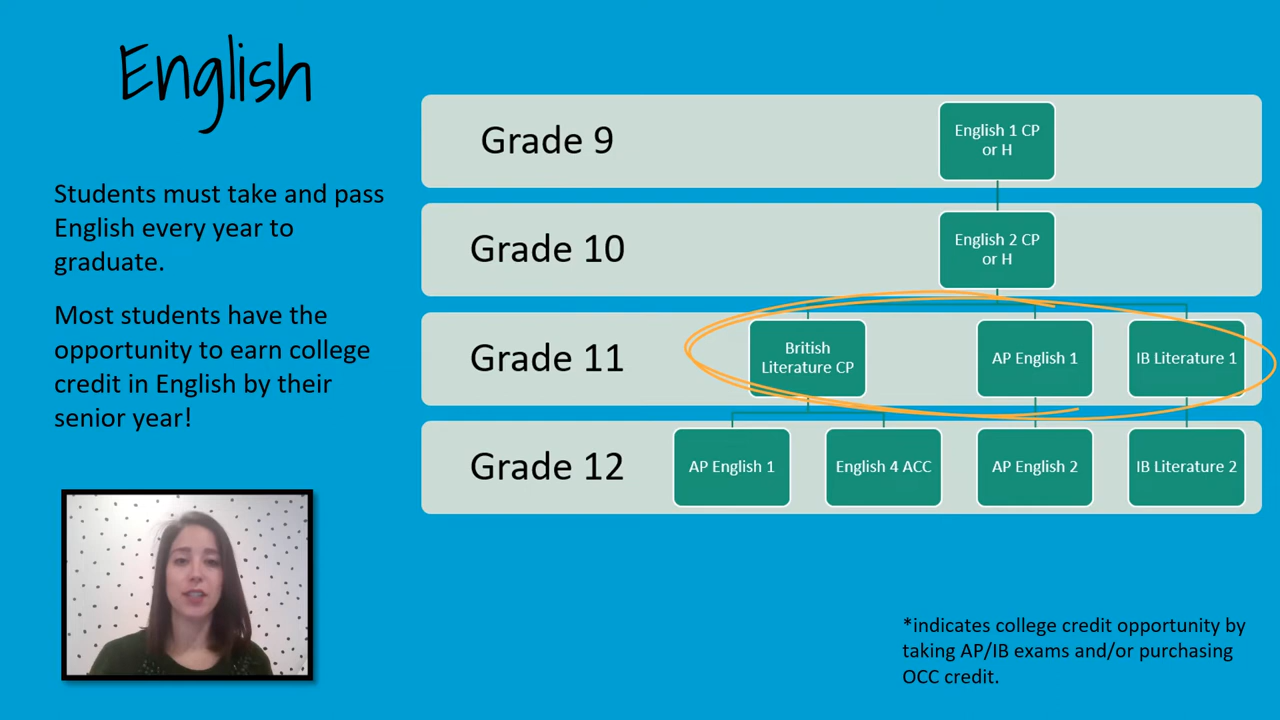 English
Students must take and pass
English every year to
graduate.
Most students have the
opportunity to earn college
credit in English by their
senior year!
Grade 9
English 1 CP
or H
Grade 10
English 2 CP
or H
Grade 11
British
Literature CP
AP English 1
IB Literature 1
Grade 12
AP English 1
English 4 ACC
AP English 2
IB Literature 2
*indicates college credit opportunity by
taking AP/IB exams and/or purchasing
OCC credit.